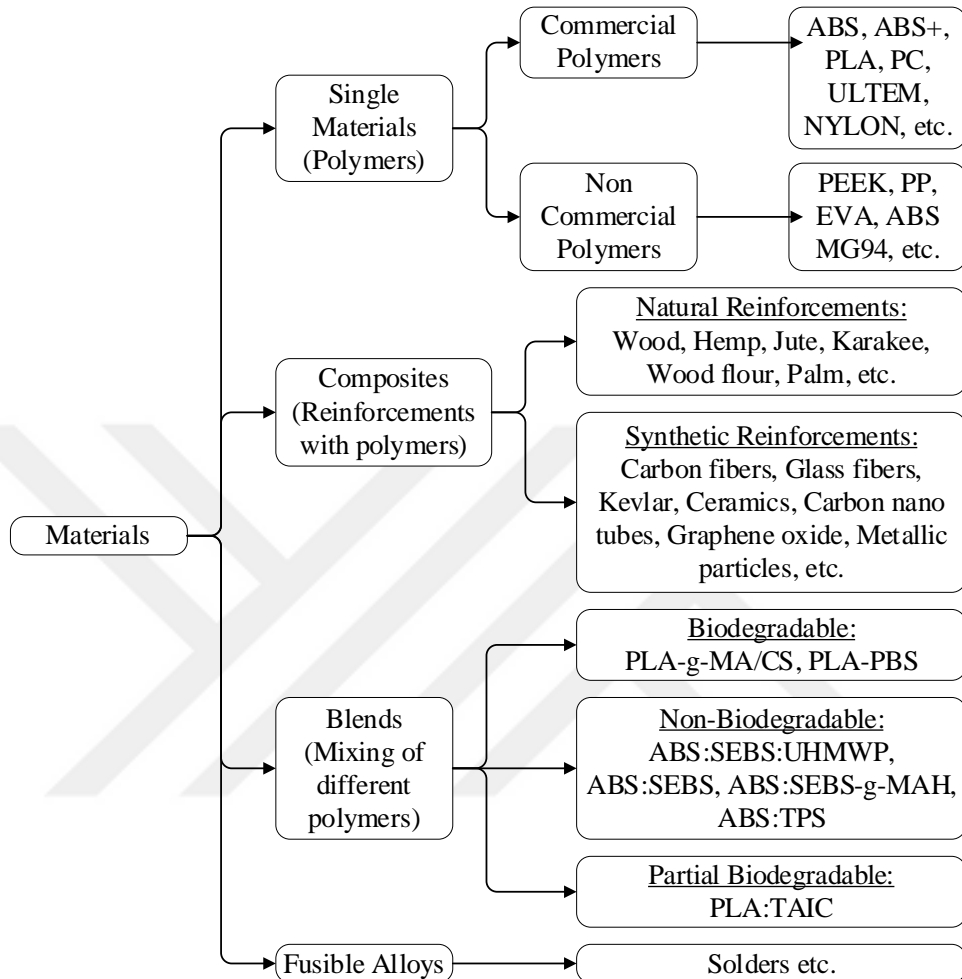 Materials
Single
Materials
(Polymers)
Commercial
Polymers
ABS, ABS+,
PLA, PC,
ULTEM,
NYLON, etc.
Non
Commercial
Polymers
PEEK, PP,
EVA, ABS
MG94, etc.
Composites
(Reinforcements
with polymers)
Natural Reinforcements:
Wood, Hemp, Jute, Karakee,
Wood flour, Palm, etc.
Synthetic Reinforcements:
Carbon fibers, Glass fibers,
Kevlar, Ceramics, Carbon nano
tubes, Graphene oxide, Metallic
particles, etc.
Blends
(Mixing of
different
polymers)
Biodegradable:
PLA-g-MA/CS, PLA-PBS
Non-Biodegradable:
ABS:SEBS:UHMWP,
ABS:SEBS, ABS:SEBS-g-MAH,
ABS:TPS
Partial Biodegradable:
PLA:TAIC
Fusible Alloys
Solders etc.